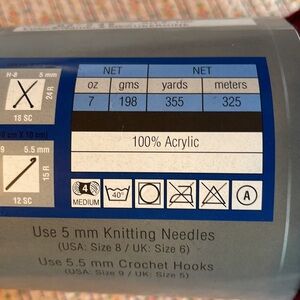 H-8 5 mm
24 R
18 SC
NET NET
oz gms yards meters
7 198 355 325
100% Acrylic
9 5.5 mm
15 R
12 SC
4
MEDIUM
40°
A
Use 5 mm Knitting Needles
(USA: Size 8 / UK: Size 6)
Use 5.5 mm Crochet Hooks
(USA: Size 9 / UK: Size 5)